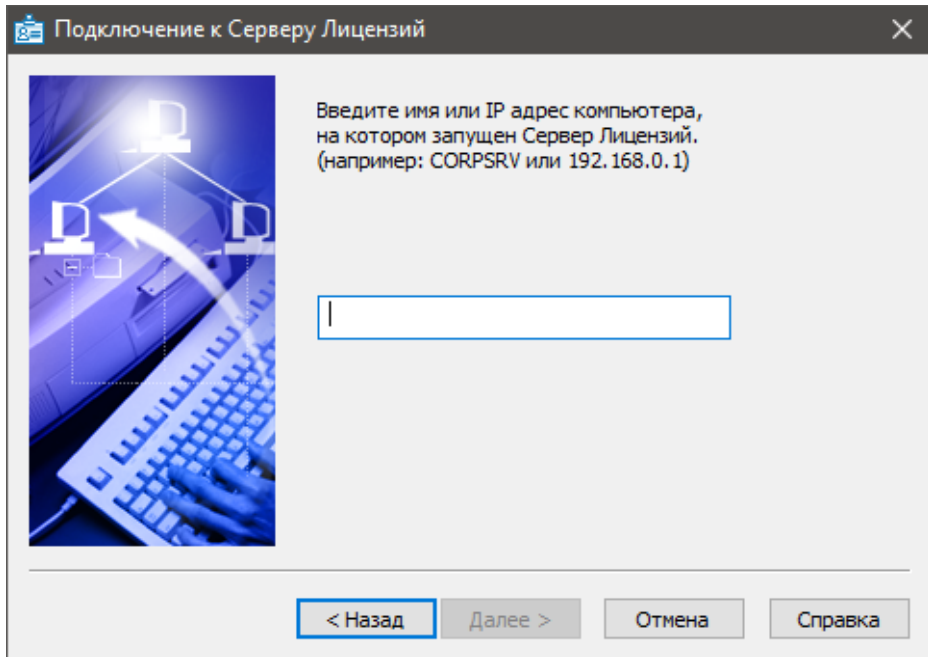 Подключение к Серверу Лицензий
Введите имя или IP адрес компьютера,
на котором запущен Сервер Лицензий.
(например: CORPSRV или 192.168.0.1)
< Назад
Далее >
Отмена
Справка